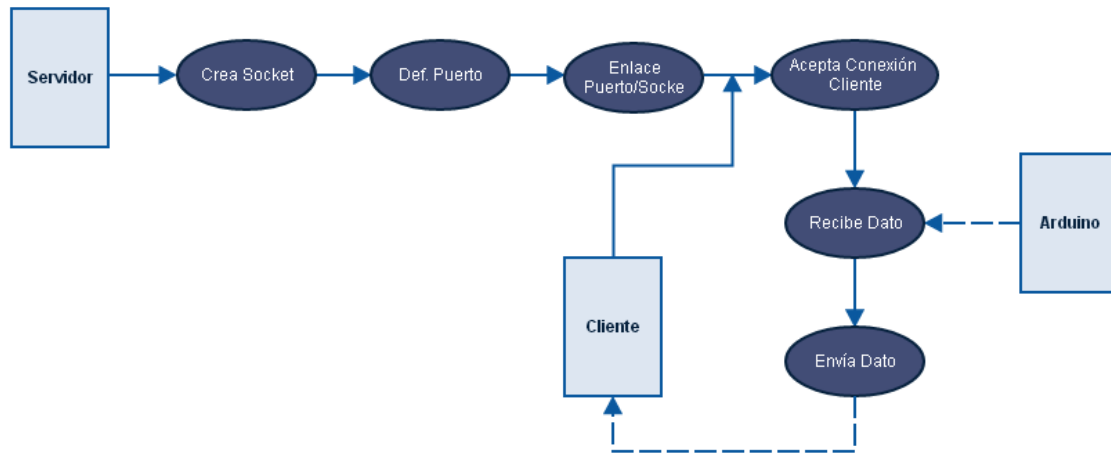 Servidor
Crea Socket
Def. Puerto
Enlace
Puerto/Socke
Acepta Conexión
Cliente
Recibe Dato
Arduino
Cliente
Envía Dato